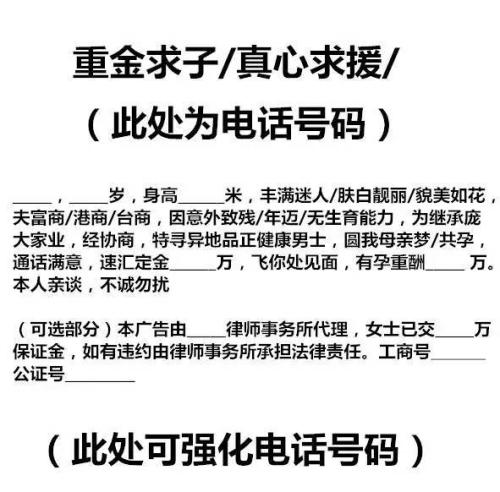 重金求子/真心求援/
（此处为电话号码）
____，_____岁，身高______米，丰满迷人/肤白靓丽/貌美如花，
夫富商/港商/台商，因意外致残/年迈/无生育能力，为继承庞
大家业，经协商，特寻异地品正健康男士，圆我母亲梦/共孕，
通话满意，速汇定金______万，飞你处见面，有孕重酬_____ 万。
本人亲谈，不诚勿扰
（可选部分）本广告由_____律师事务所代理，女士已交_____万
保证金，如有违约由律师事务所承担法律责任。工商号_______
公证号_________
（此处可强化电话号码）